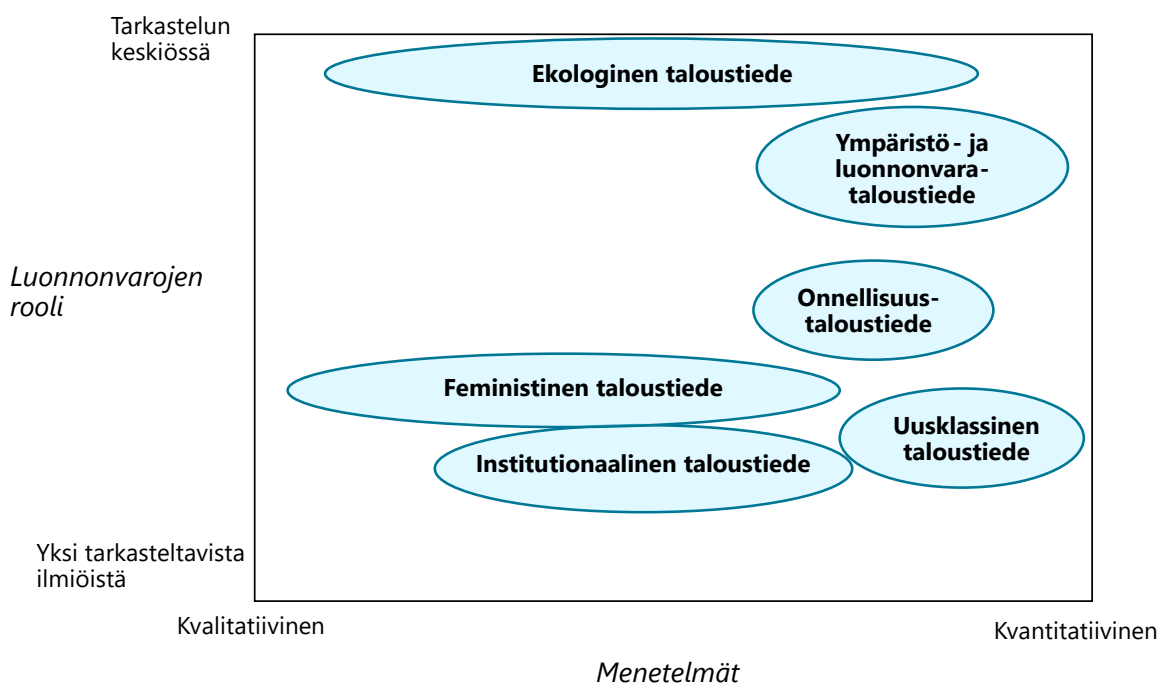 Tarkastelun
keskiössä
Ekologinen taloustiede
Ympäristö - ja
luonnonvara-
taloustiede
Luonnonvarojen
rooli
Onnellisuus-
taloustiede
Feministinen taloustiede
Uusklassinen
taloustiede
Institutionaalinen taloustiede
Yksi tarkasteltavista
ilmiöistä
Kvalitatiivinen
Kvantitatiivinen
Menetelmät